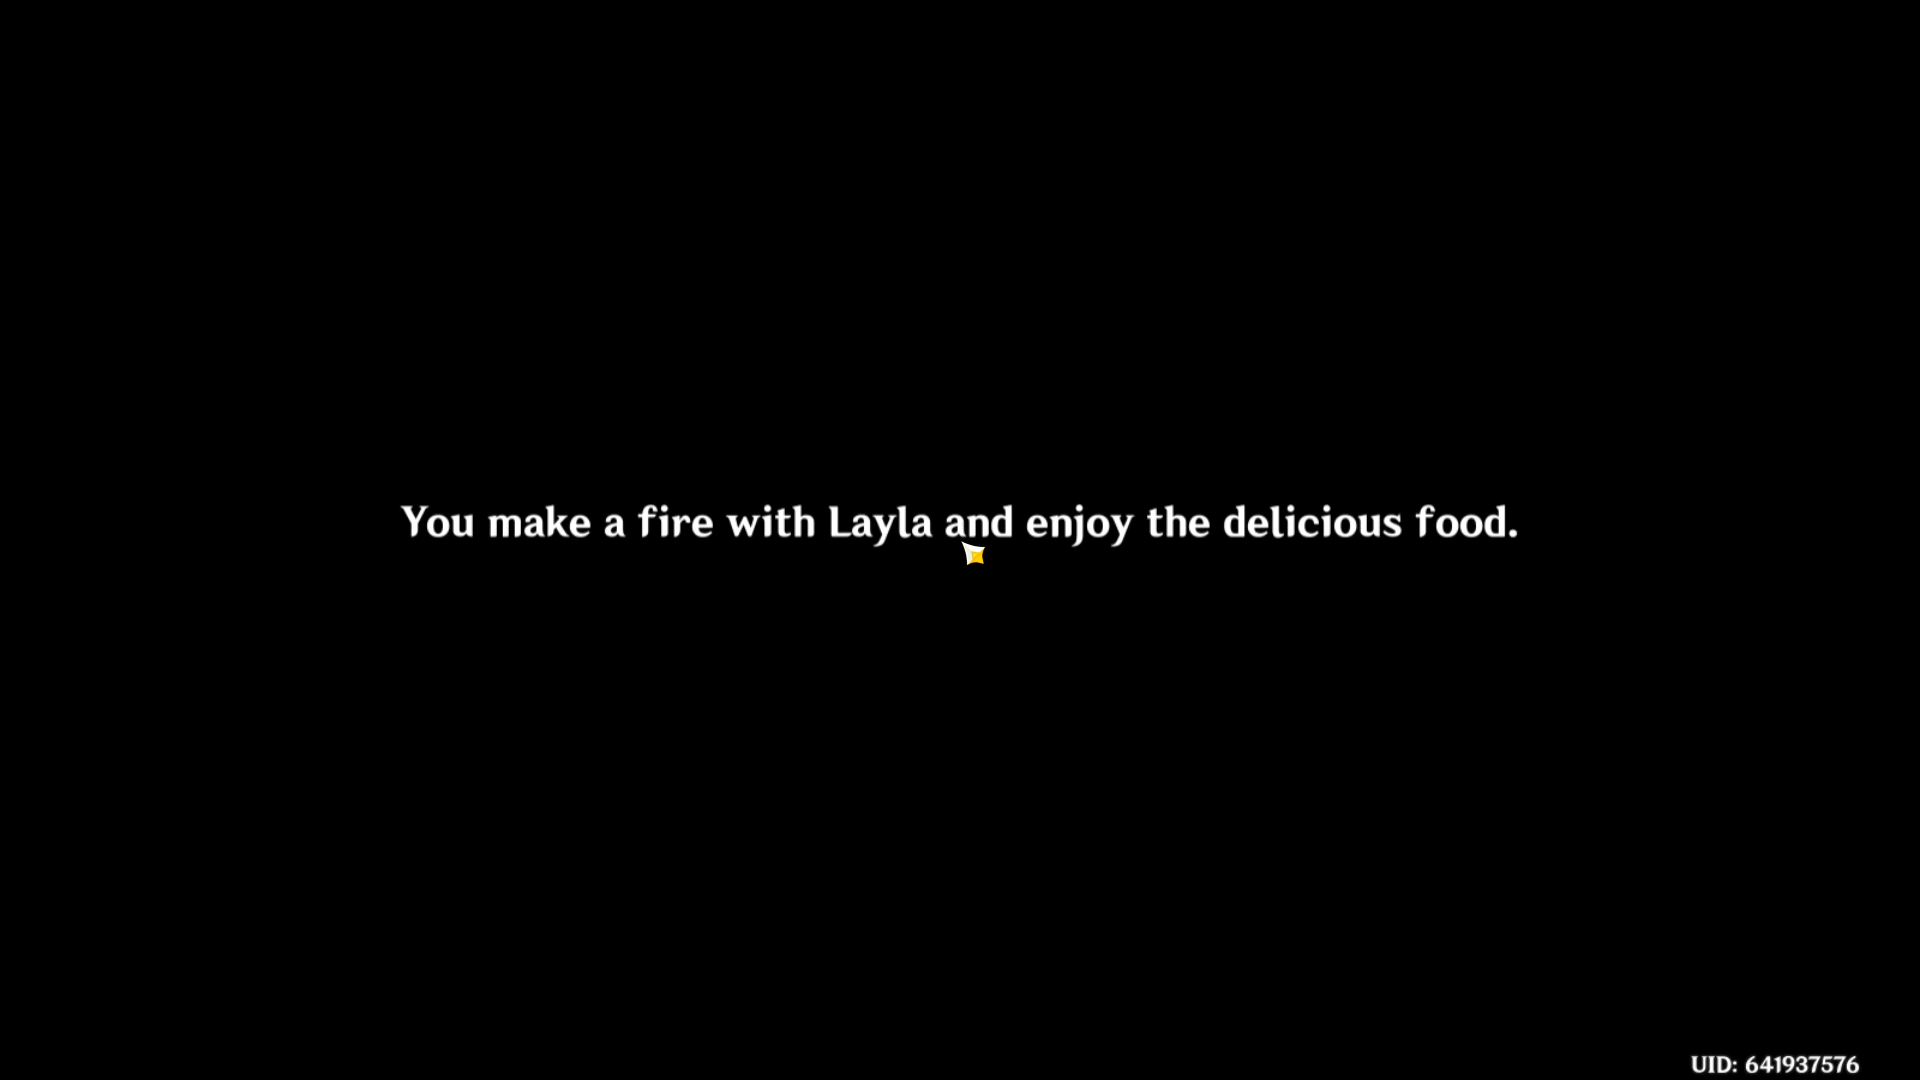 You make a fire with Layla and enjoy the delicious food.
UID: 641937576